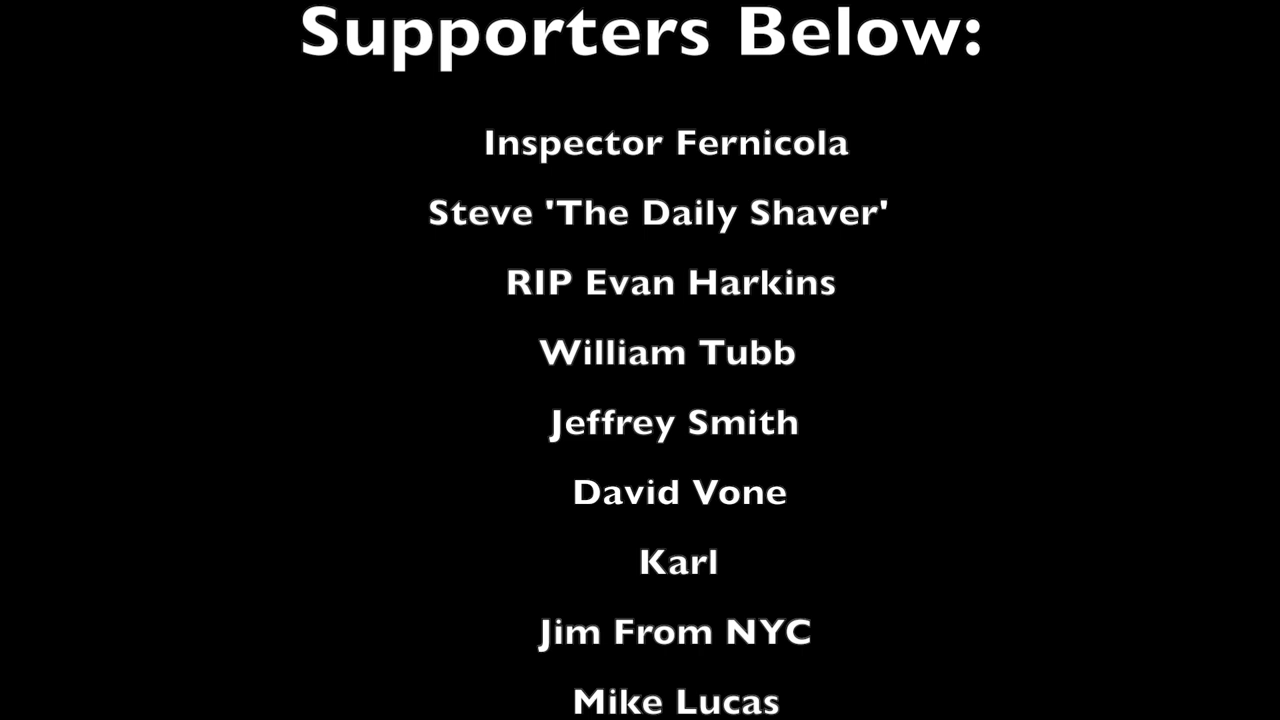 Supporters Below:
Inspector Fernicola
Steve 'The Daily Shaver'
RIP Evan Harkins
William Tubb
Jeffrey Smith
David Vone
Karl
Jim From NYC
Mike Lucas